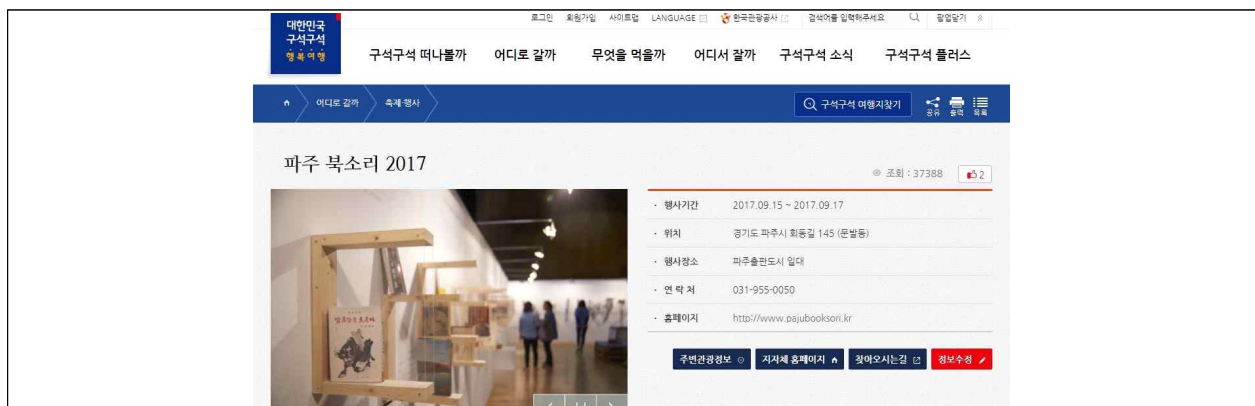 로그인 회원가입 사이트맵 LANGUAGE 한국관광공사 검색어를 입력해주세요 팝업닫기
대한민국
구석구석
행복여행
구석구석 떠나볼까 어디로 갈까 무엇을 먹을까 어디서 잘까 구석구석 소식 구석구석 플러스
어디로 갈까 축제·행사 구석구석 여행지찾기 공유 출력 목록
파주 북소리 2017
조회 : 37388 2
· 행사기간 2017.09.15 ~ 2017.09.17
· 위치 경기도 파주시 회동길 145 (문발동)
· 행사장소 파주출판도시 일대
· 연 락 처 031-955-0050
· 홈페이지 http://www.pajubooksori.kr
주변관광정보 지자체 홈페이지 찾아오시는길 정보수정